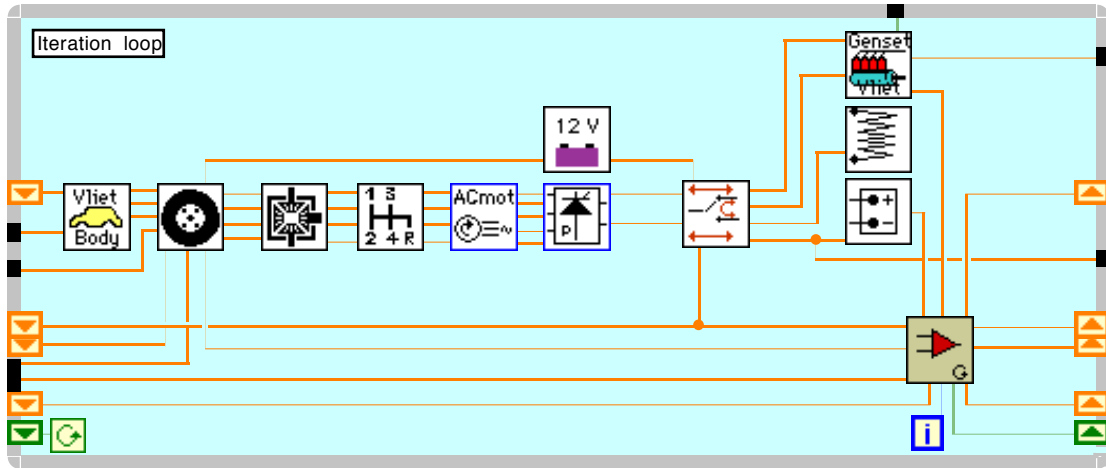 Iteration loop
Genset
Vliet
12 V
Vliet
Body
1 3
2 4 R
ACmot
P
i